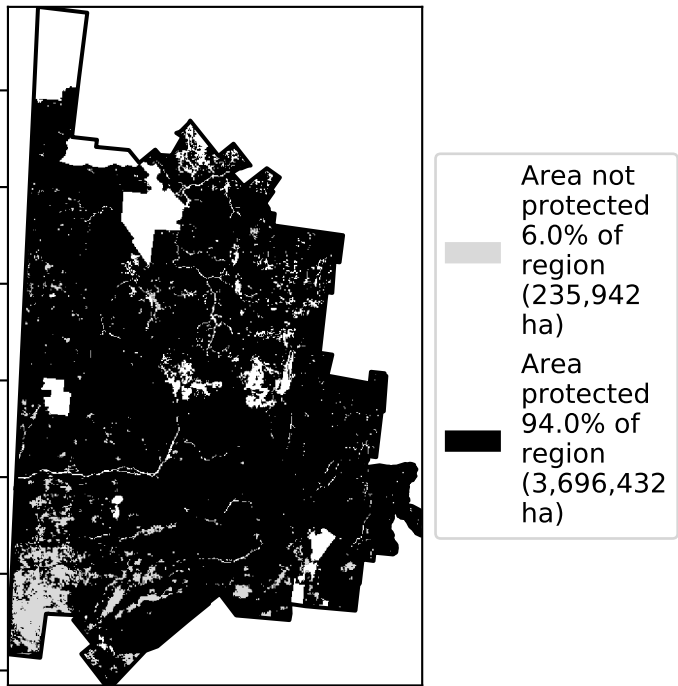 Area not
protected
6.0% of
region
(235,942
ha)
Area
protected
94.0% of
region
(3,696,432
ha)